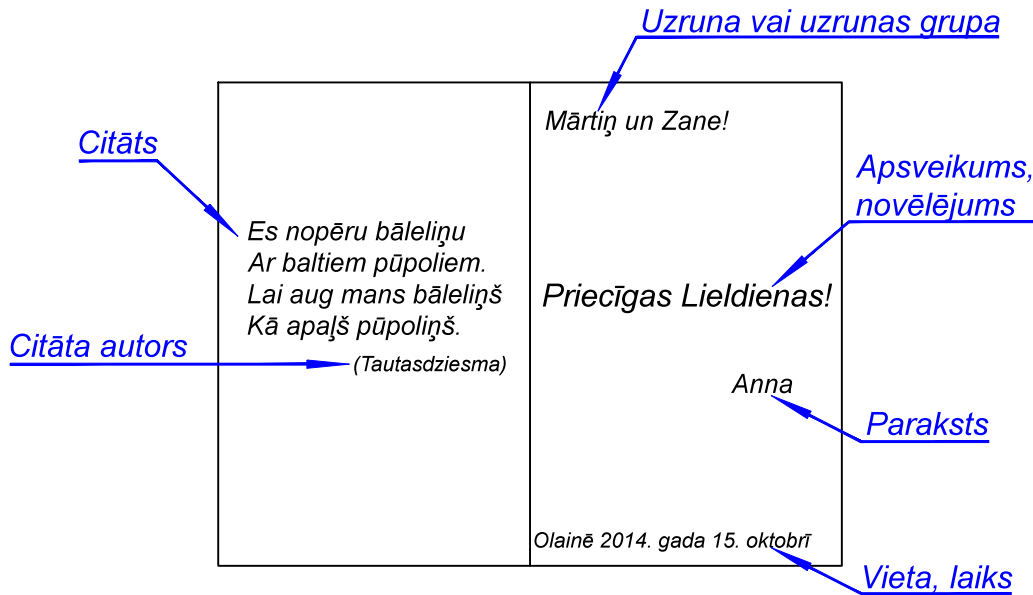 Uzruna vai uzrunas grupa
Mārtiņ un Zane!
Citāts
Apsveikums,
novēlējums
Es nopēru bāleliņu
Ar baltiem pūpoliem.
Lai aug mans bāleliņš
Kā apaļš pūpoliņš.
Priecīgas Lieldienas!
Citāta autors
(Tautasdziesma)
Anna
Paraksts
Olainē 2014. gada 15. oktobrī
Vieta, laiks